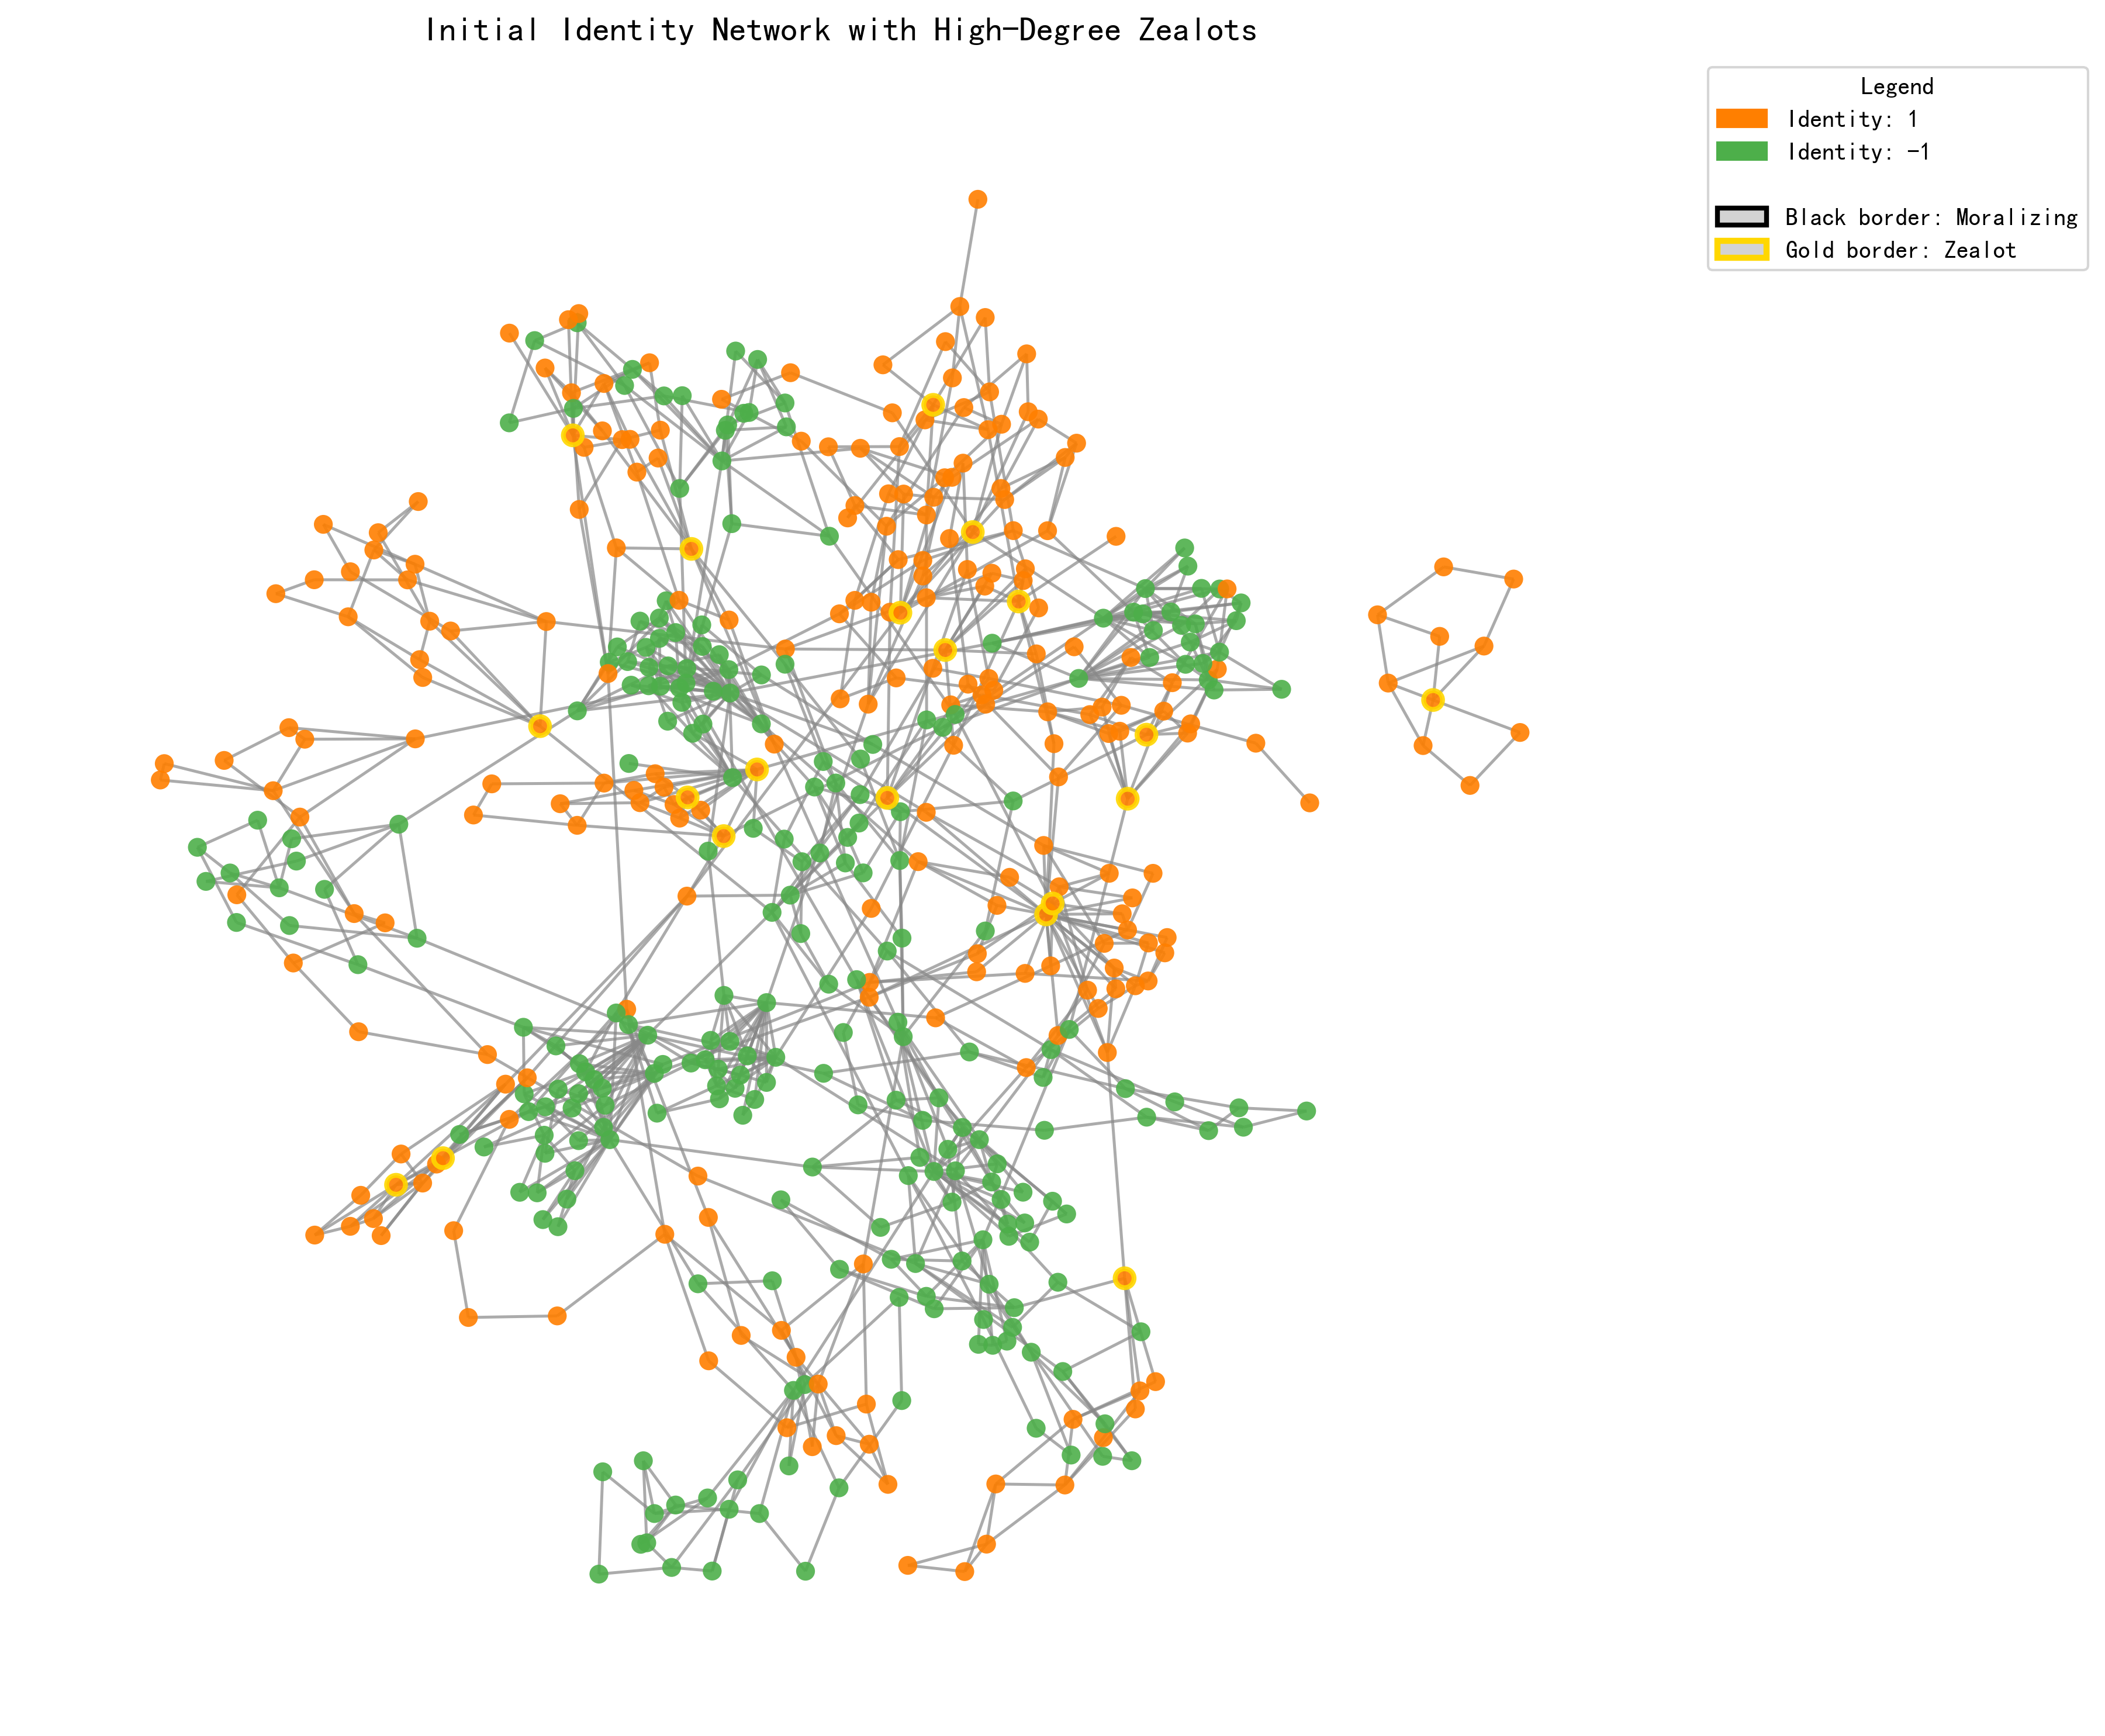 Initial Identity Network with High-Degree Zealots
Legend
Identity: 1
Identity: -1
Black border: Moralizing
Gold border: Zealot